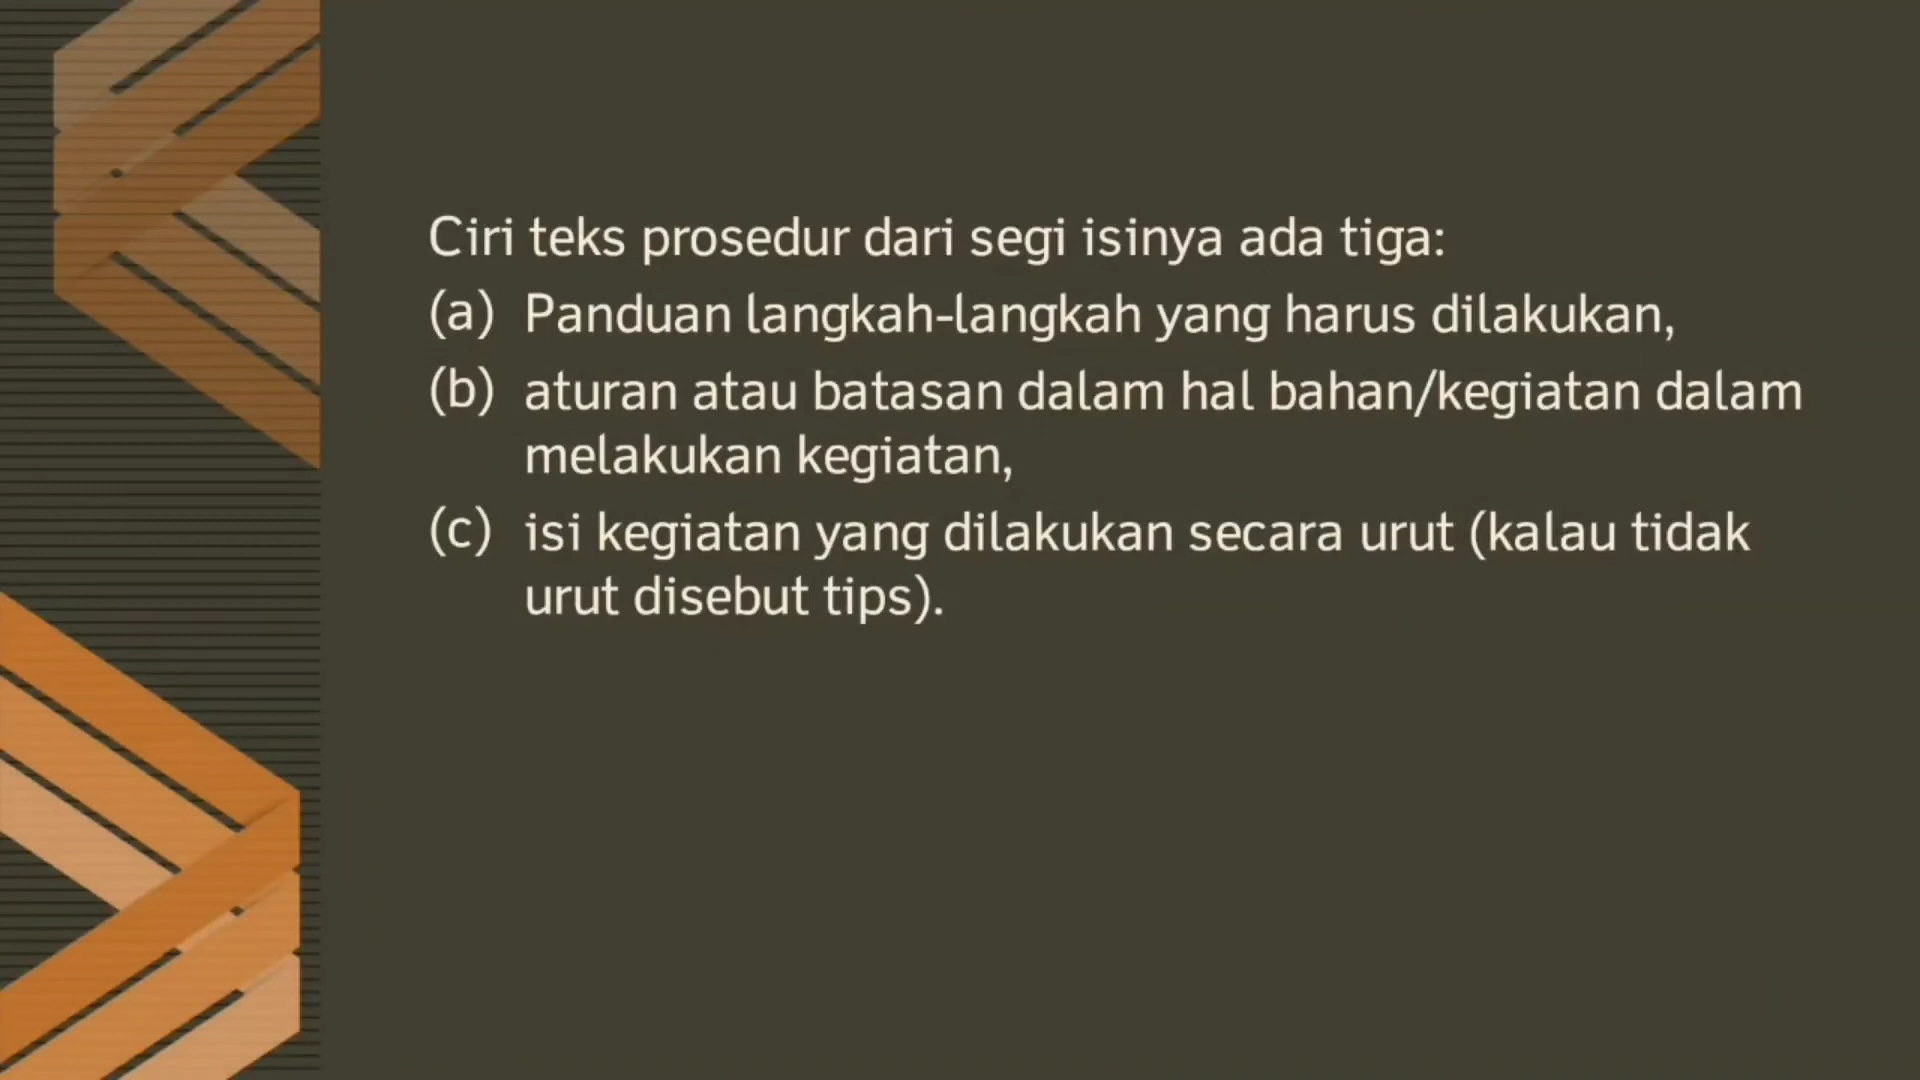 Ciri teks prosedur dari segi isinya ada tiga:
(a) Panduan langkah-langkah yang harus dilakukan,
(b) aturan atau batasan dalam hal bahan/kegiatan dalam
melakukan kegiatan,
(c) isi kegiatan yang dilakukan secara urut (kalau tidak
urut disebut tips).